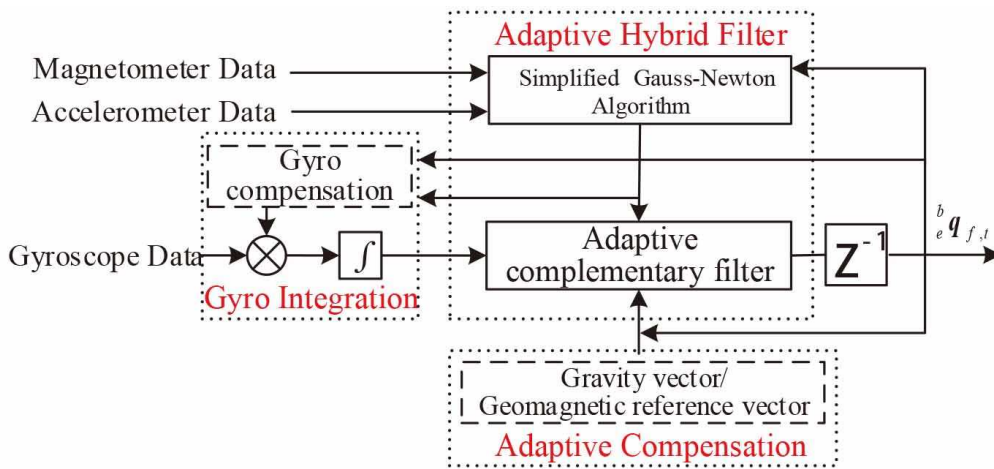 Adaptive Hybrid Filter
Magnetometer Data
Simplified Gauss-Newton
Algorithm
Accelerometer Data
Gyro
compensation
Gyroscope Data
∫
Adaptive
complementary filter
Z⁻¹
ᵇₑq f,t
Gyro Integration
Gravity vector/
Geomagnetic reference vector
Adaptive Compensation